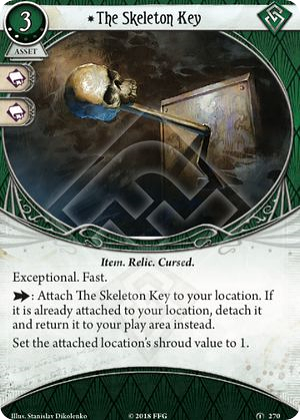 3
* The Skeleton Key
ASSET
Item. Relic. Cursed.
Exceptional. Fast.
: Attach The Skeleton Key to your location. If
it is already attached to your location, detach it
and return it to your play area instead.
Set the attached location's shroud value to 1.
Illus. Stanislav Dikolenko
© 2018 FFG
270